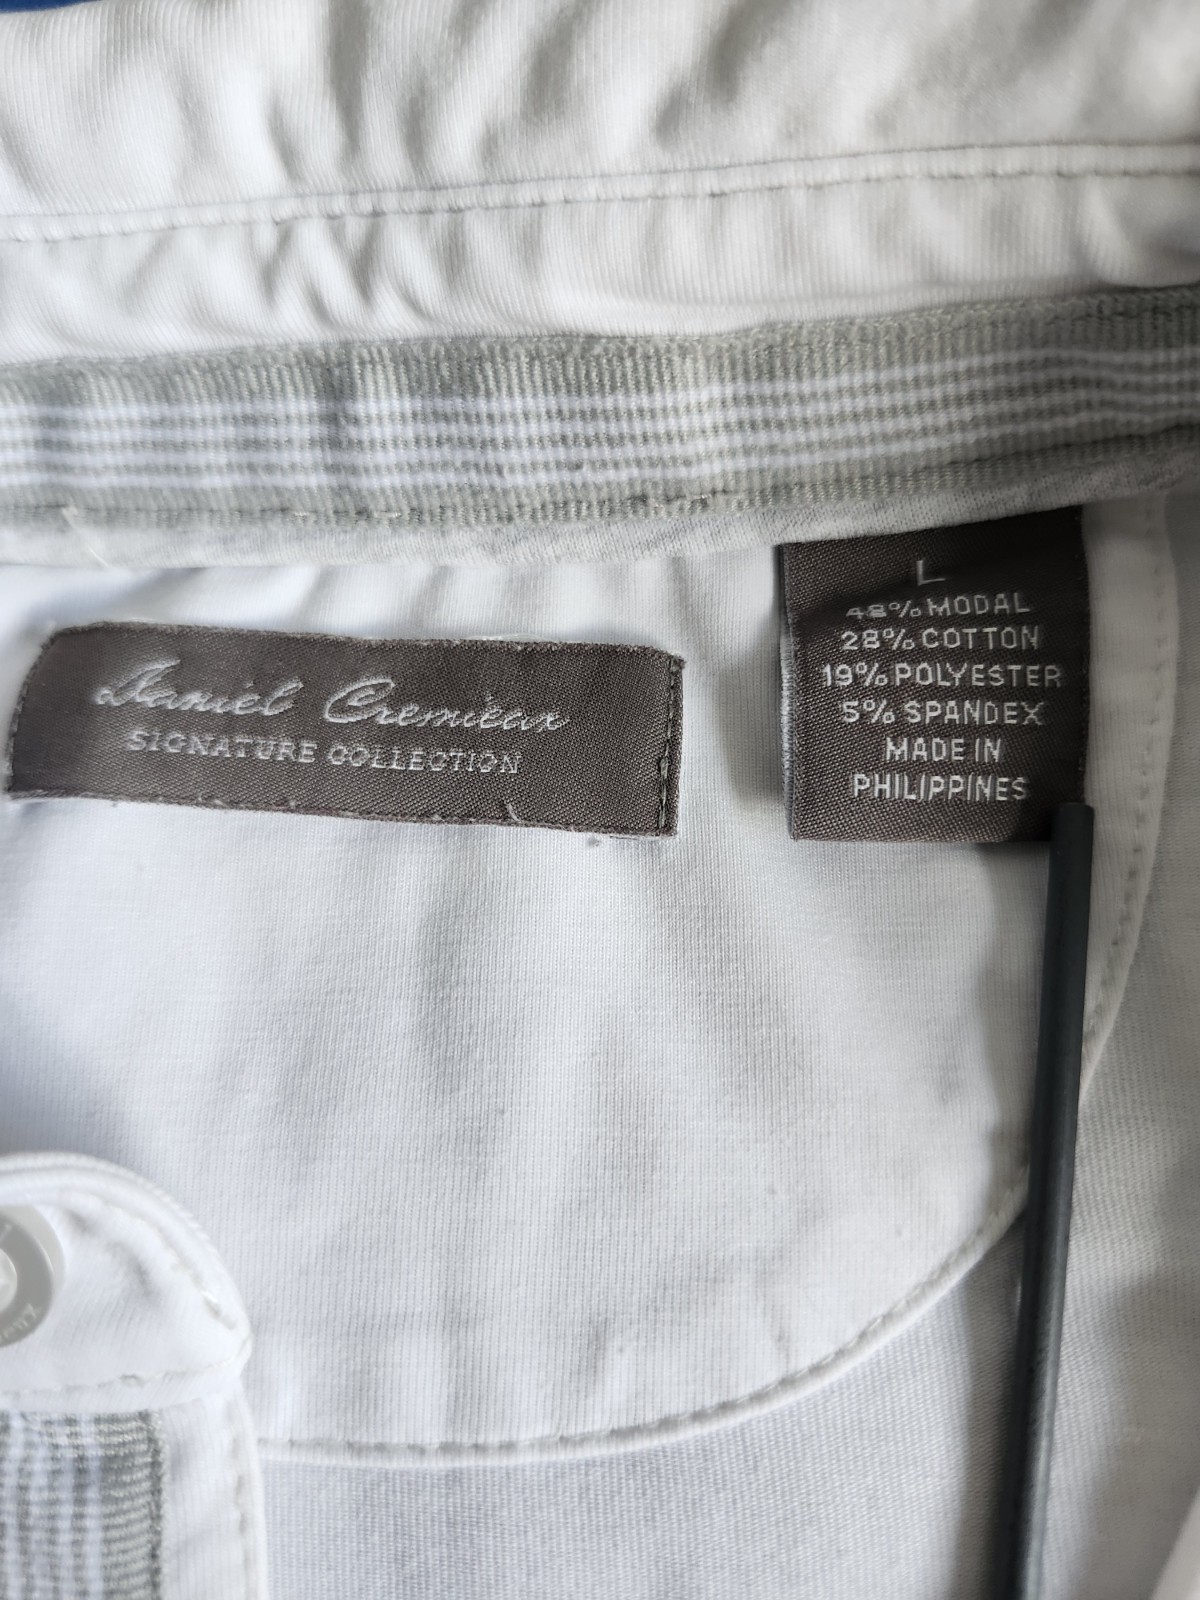 Daniel Cremieux
SIGNATURE COLLECTION
L
48% MODAL
28% COTTON
19% POLYESTER
5% SPANDEX
MADE IN
PHILIPPINES